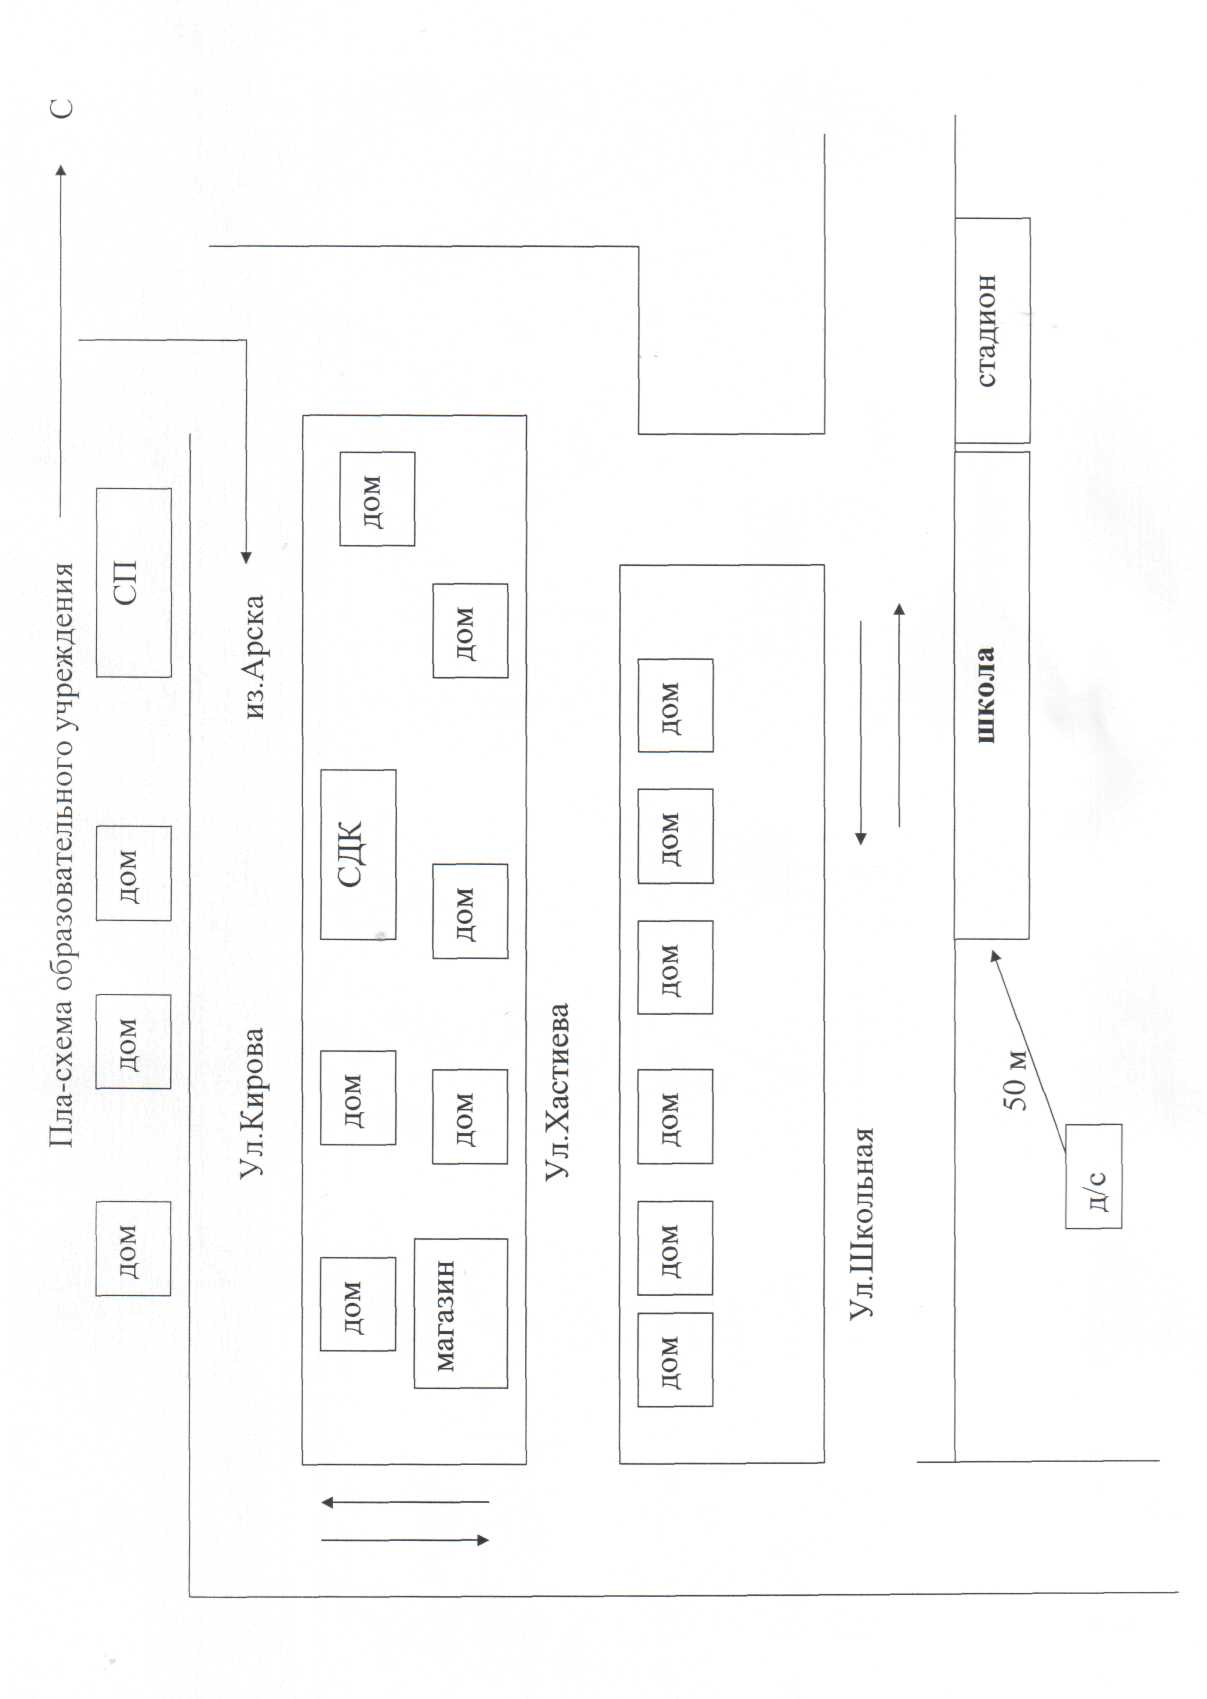 Пла-схема образовательного учреждения
С
дом
дом
дом
СП
Ул.Кирова
из.Арска
дом
дом
СДК
дом
магазин
дом
дом
дом
Ул.Хастиева
дом
дом
дом
дом
дом
дом
Ул.Школьная
школа
стадион
50 м
д/с